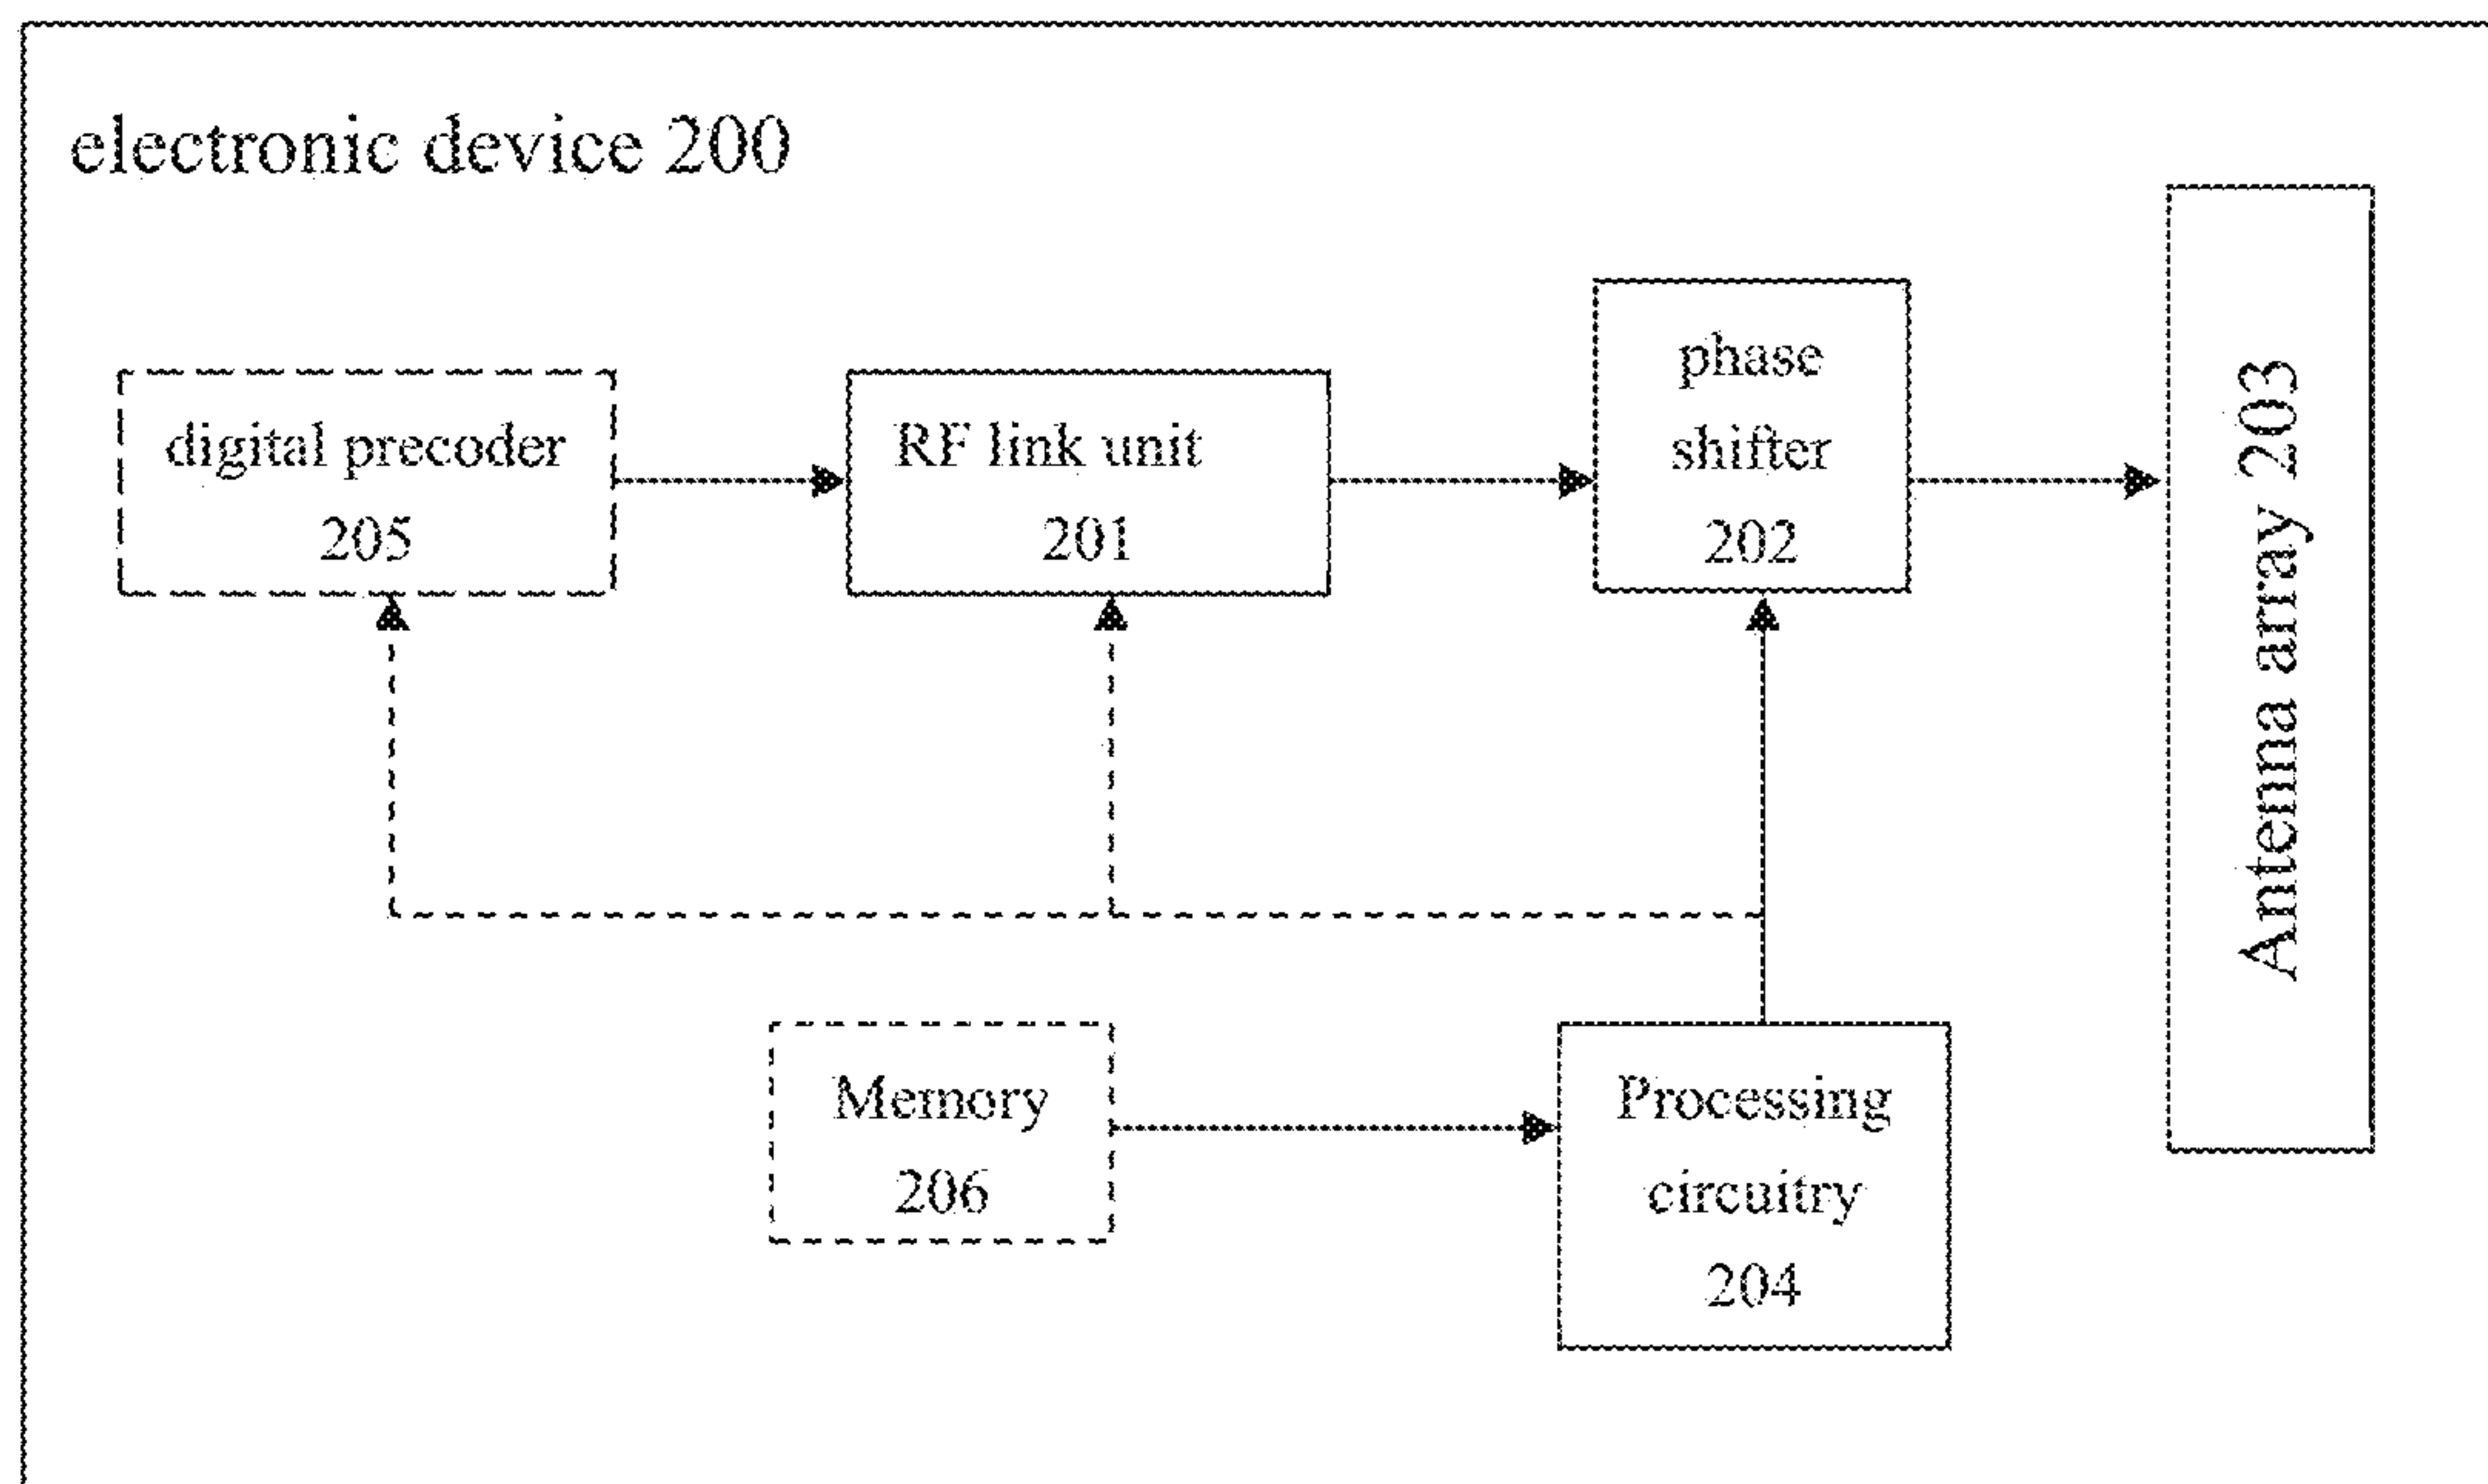 electronic device 200
digital precoder
205
RF link unit
201
phase
shifter
202
Antenna array 203
Memory
206
Processing
circuitry
204